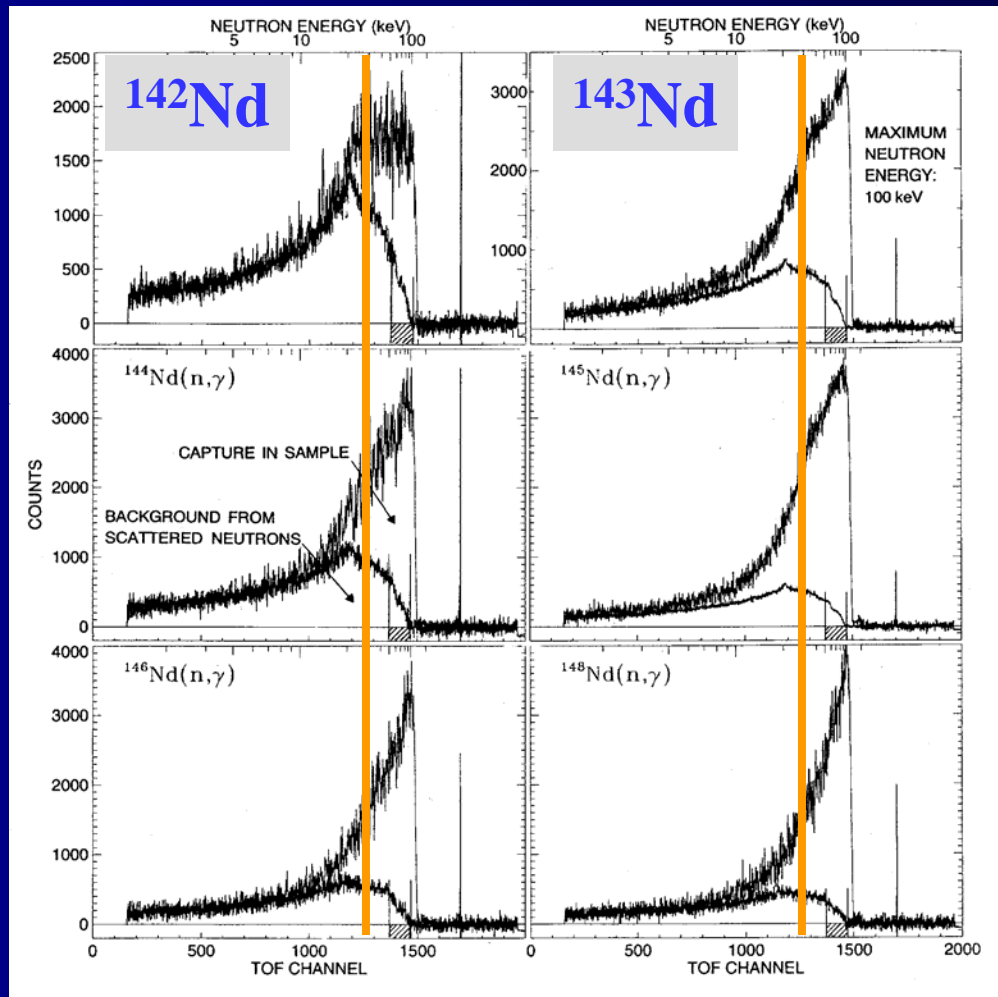 NEUTRON ENERGY (keV)
5 10 100
NEUTRON ENERGY (keV)
5 10 100
2500
2000
1500
1000
500
0
¹⁴²Nd
3000
2000
1000
0
¹⁴³Nd
MAXIMUM
NEUTRON
ENERGY:
100 keV
COUNTS
4000
3000
2000
1000
0
¹⁴⁴Nd(n,γ)
CAPTURE IN SAMPLE
BACKGROUND FROM
SCATTERED NEUTRONS
¹⁴⁵Nd(n,γ)
4000
3000
2000
1000
0
¹⁴⁶Nd(n,γ)
¹⁴⁸Nd(n,γ)
0 500 1000 1500
TOF CHANNEL
0 500 1000 1500 2000
TOF CHANNEL